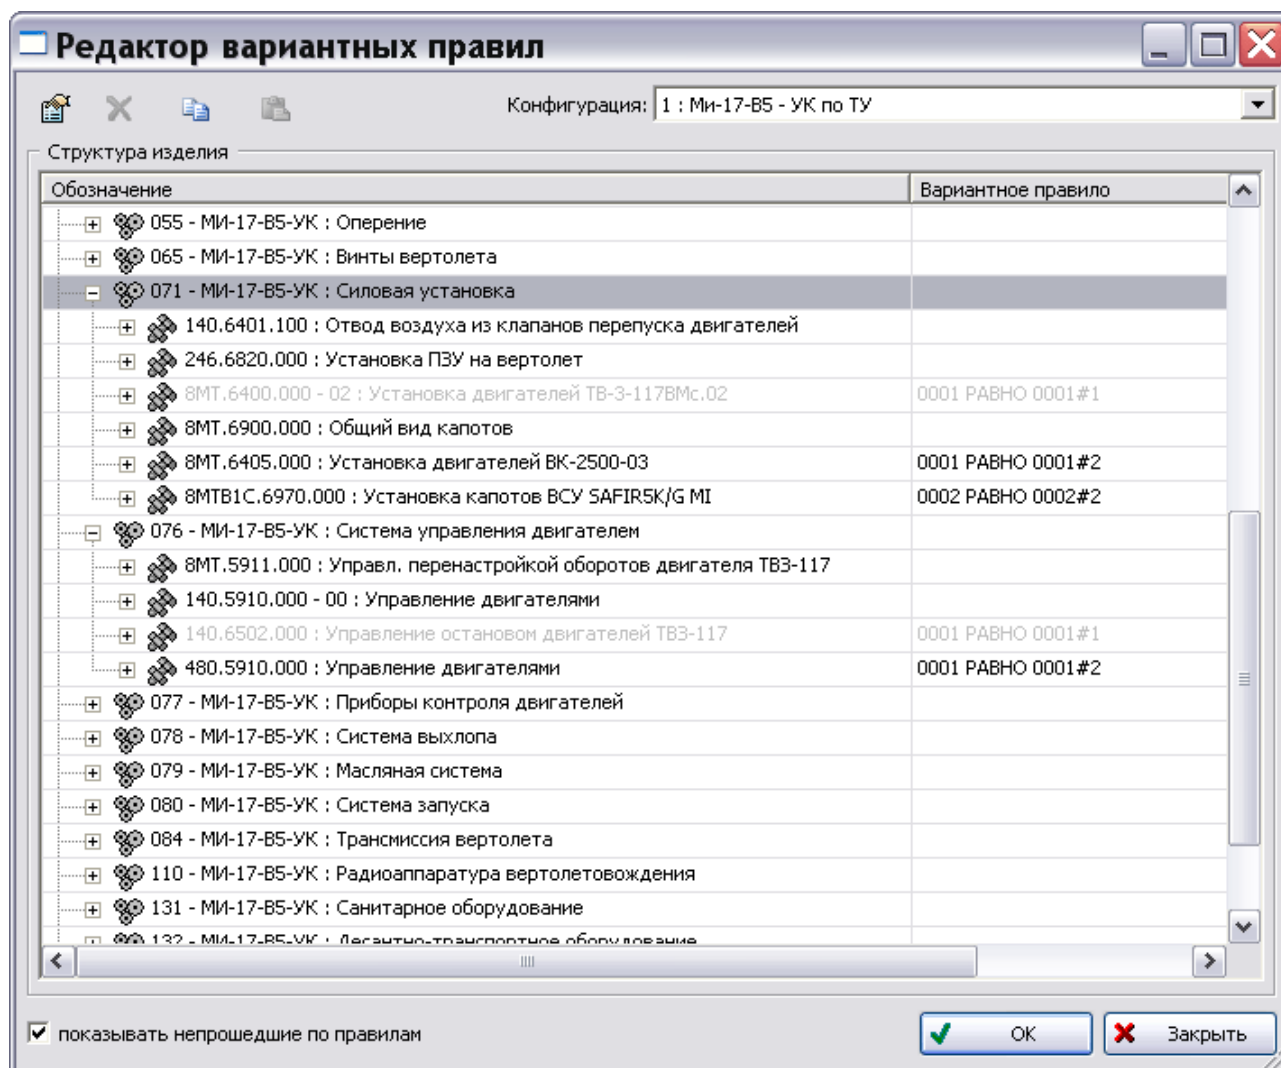 Редактор вариантных правил
Конфигурация: 1 : Ми-17-В5 - УК по ТУ
Структура изделия
Обозначение Вариантное правило
055 - МИ-17-В5-УК : Оперение
065 - МИ-17-В5-УК : Винты вертолета
071 - МИ-17-В5-УК : Силовая установка
140.6401.100 : Отвод воздуха из клапанов перепуска двигателей
246.6820.000 : Установка ПЗУ на вертолет
8МТ.6400.000 - 02 : Установка двигателей ТВ-3-117ВМс.02 0001 РАВНО 0001#1
8МТ.6900.000 : Общий вид капотов
8МТ.6405.000 : Установка двигателей ВК-2500-03 0001 РАВНО 0001#2
8МТВ1С.6970.000 : Установка капотов ВСУ SAFIR5K/G MI 0002 РАВНО 0002#2
076 - МИ-17-В5-УК : Система управления двигателем
8МТ.5911.000 : Управл. перенастройкой оборотов двигателя ТВ3-117
140.5910.000 - 00 : Управление двигателями
140.6502.000 : Управление остановом двигателей ТВ3-117 0001 РАВНО 0001#1
480.5910.000 : Управление двигателями 0001 РАВНО 0001#2
077 - МИ-17-В5-УК : Приборы контроля двигателей
078 - МИ-17-В5-УК : Система выхлопа
079 - МИ-17-В5-УК : Масляная система
080 - МИ-17-В5-УК : Система запуска
084 - МИ-17-В5-УК : Трансмиссия вертолета
110 - МИ-17-В5-УК : Радиоаппаратура вертолетовождения
131 - МИ-17-В5-УК : Санитарное оборудование
132 - МИ-17-В5-УК : Десантно-транспортное оборудование
показывать непрошедшие по правилам
ОК Закрыть